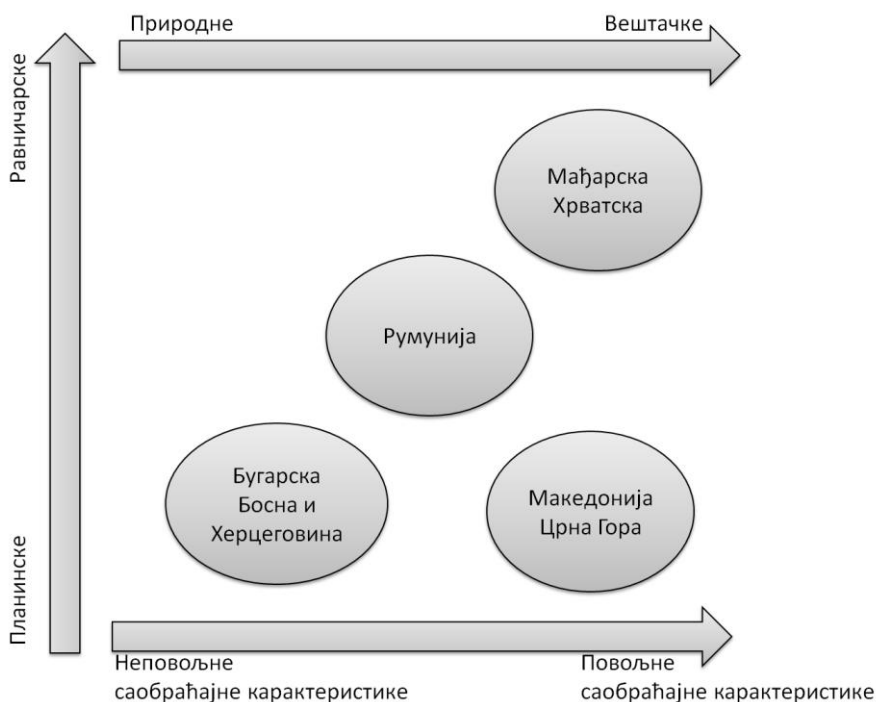 Природне
Вештачке
Равничарске
Мађарска
Хрватска
Румунија
Бугарска
Босна и
Херцеговина
Македонија
Црна Гора
Планинске
Неповољне
саобраћајне карактеристике
Повољне
саобраћајне карактеристике